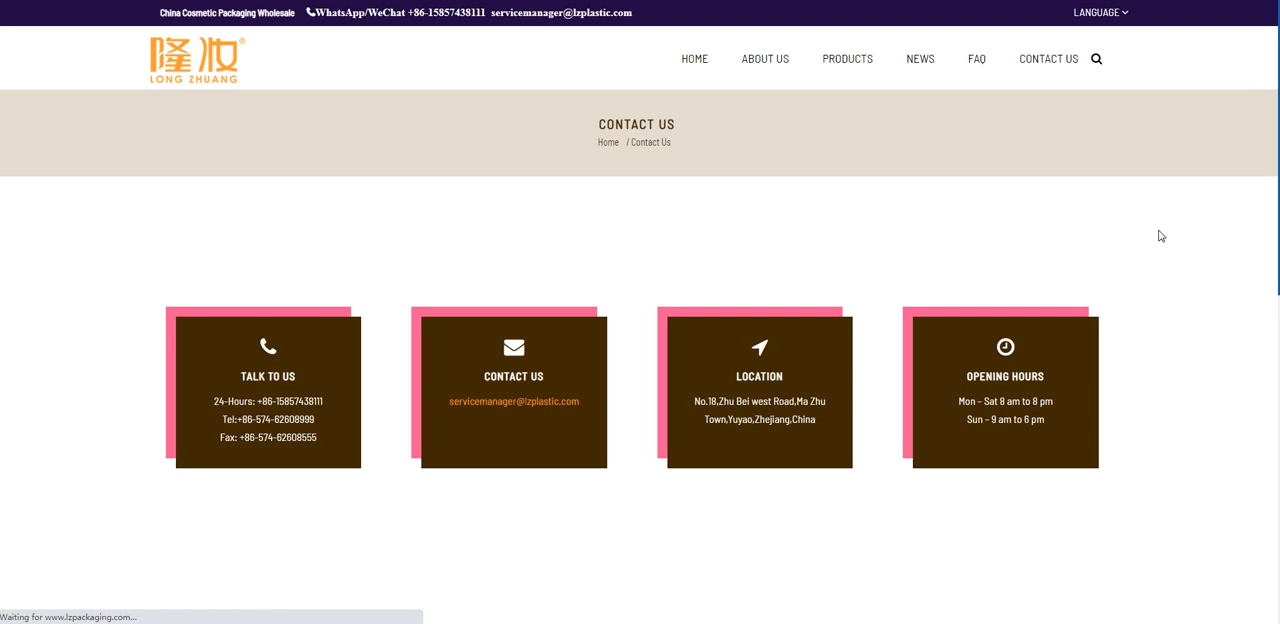 China Cosmetic Packaging Wholesale WhatsApp/WeChat +86-15857438111 servicemanager@lzplastic.com LANGUAGE
隆妆®
LONG ZHUANG
HOME ABOUT US PRODUCTS NEWS FAQ CONTACT US
CONTACT US
Home / Contact Us
TALK TO US
24-Hours: +86-15857438111
Tel:+86-574-62608999
Fax: +86-574-62608555
CONTACT US
servicemanager@lzplastic.com
LOCATION
No.18,Zhu Bei west Road,Ma Zhu
Town,Yuyao,Zhejiang,China
OPENING HOURS
Mon – Sat 8 am to 8 pm
Sun – 9 am to 6 pm
Waiting for www.lzpackaging.com...